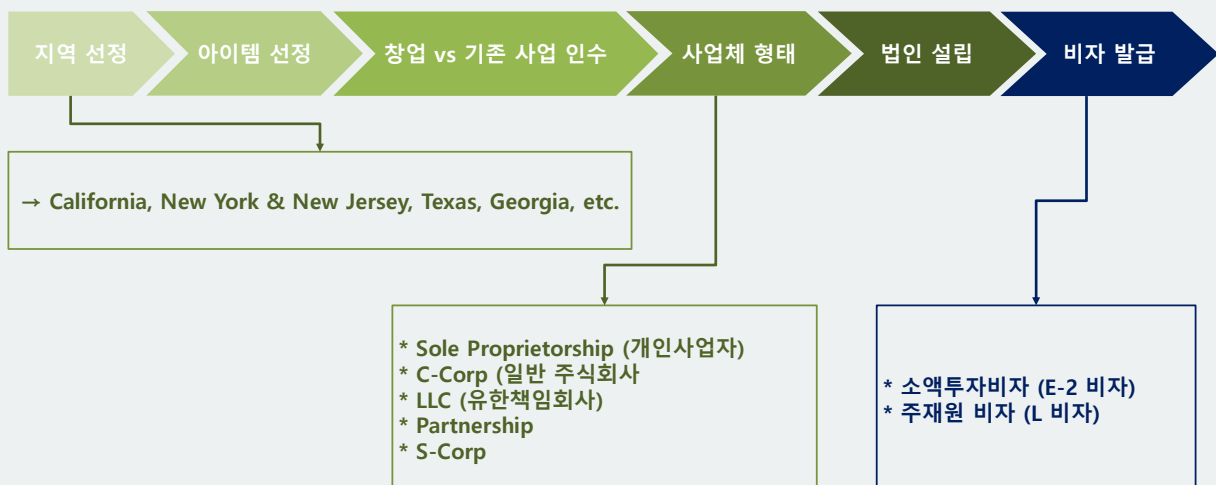 지역 선정
아이템 선정
창업 vs 기존 사업 인수
사업체 형태
법인 설립
비자 발급
→ California, New York & New Jersey, Texas, Georgia, etc.
* Sole Proprietorship (개인사업자)
* C-Corp (일반 주식회사
* LLC (유한책임회사)
* Partnership
* S-Corp
* 소액투자비자 (E-2 비자)
* 주재원 비자 (L 비자)